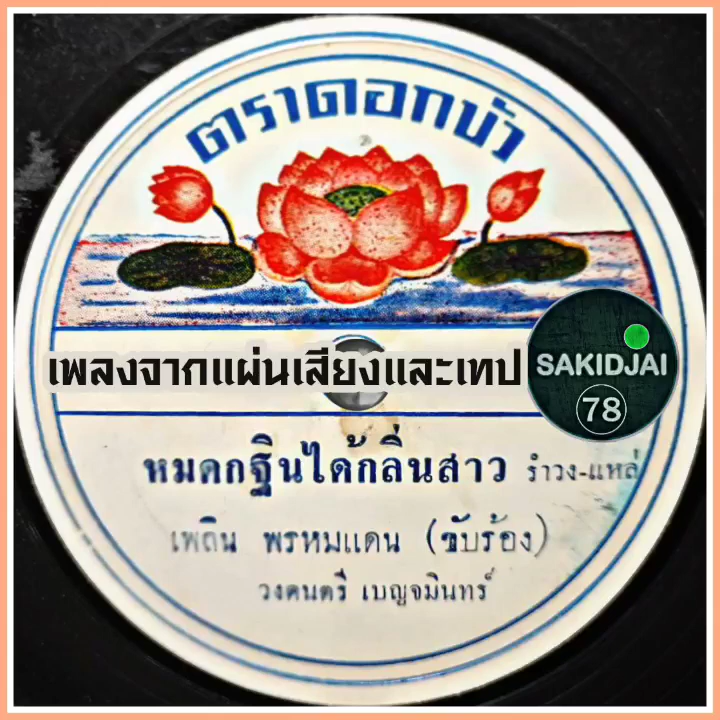 ตราดอกบัว
เพลงจากแผ่นเสียงและเทป
SAKIDJAI
78
หมดกฐินได้กลิ่นสาว รำวง-แหล่
เพลิน พรหมแดน (ขับร้อง)
วงดนตรี เบญจมินทร์